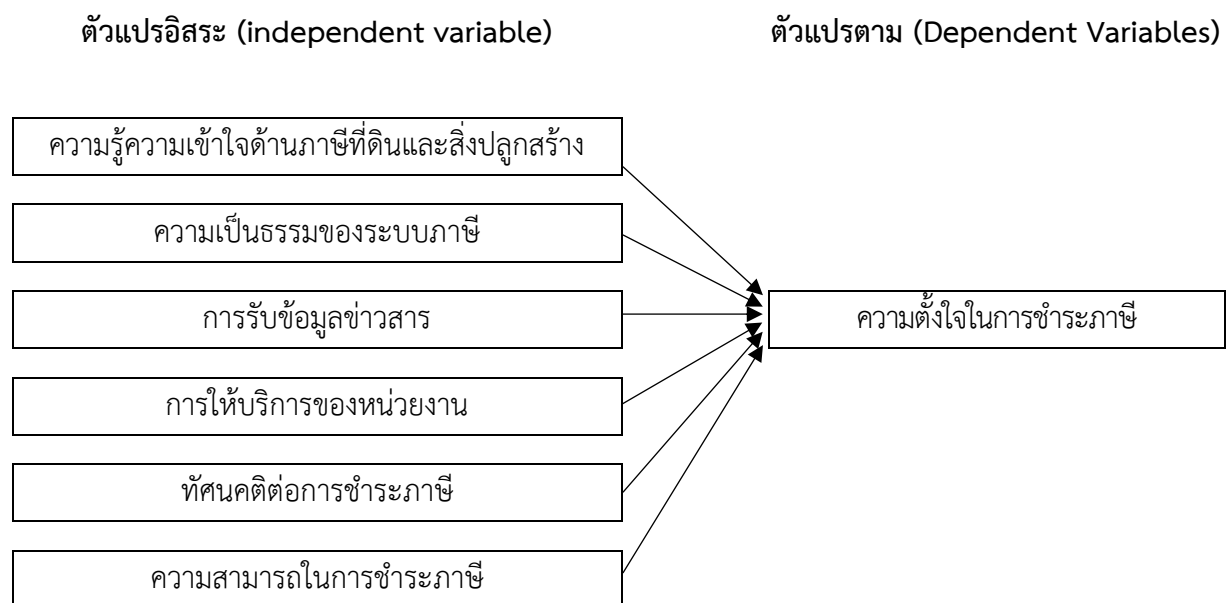 ตัวแปรอิสระ (independent variable)
ตัวแปรตาม (Dependent Variables)
ความรู้ความเข้าใจด้านภาษีที่ดินและสิ่งปลูกสร้าง
ความเป็นธรรมของระบบภาษี
การรับข้อมูลข่าวสาร
ความตั้งใจในการชำระภาษี
การให้บริการของหน่วยงาน
ทัศนคติต่อการชำระภาษี
ความสามารถในการชำระภาษี